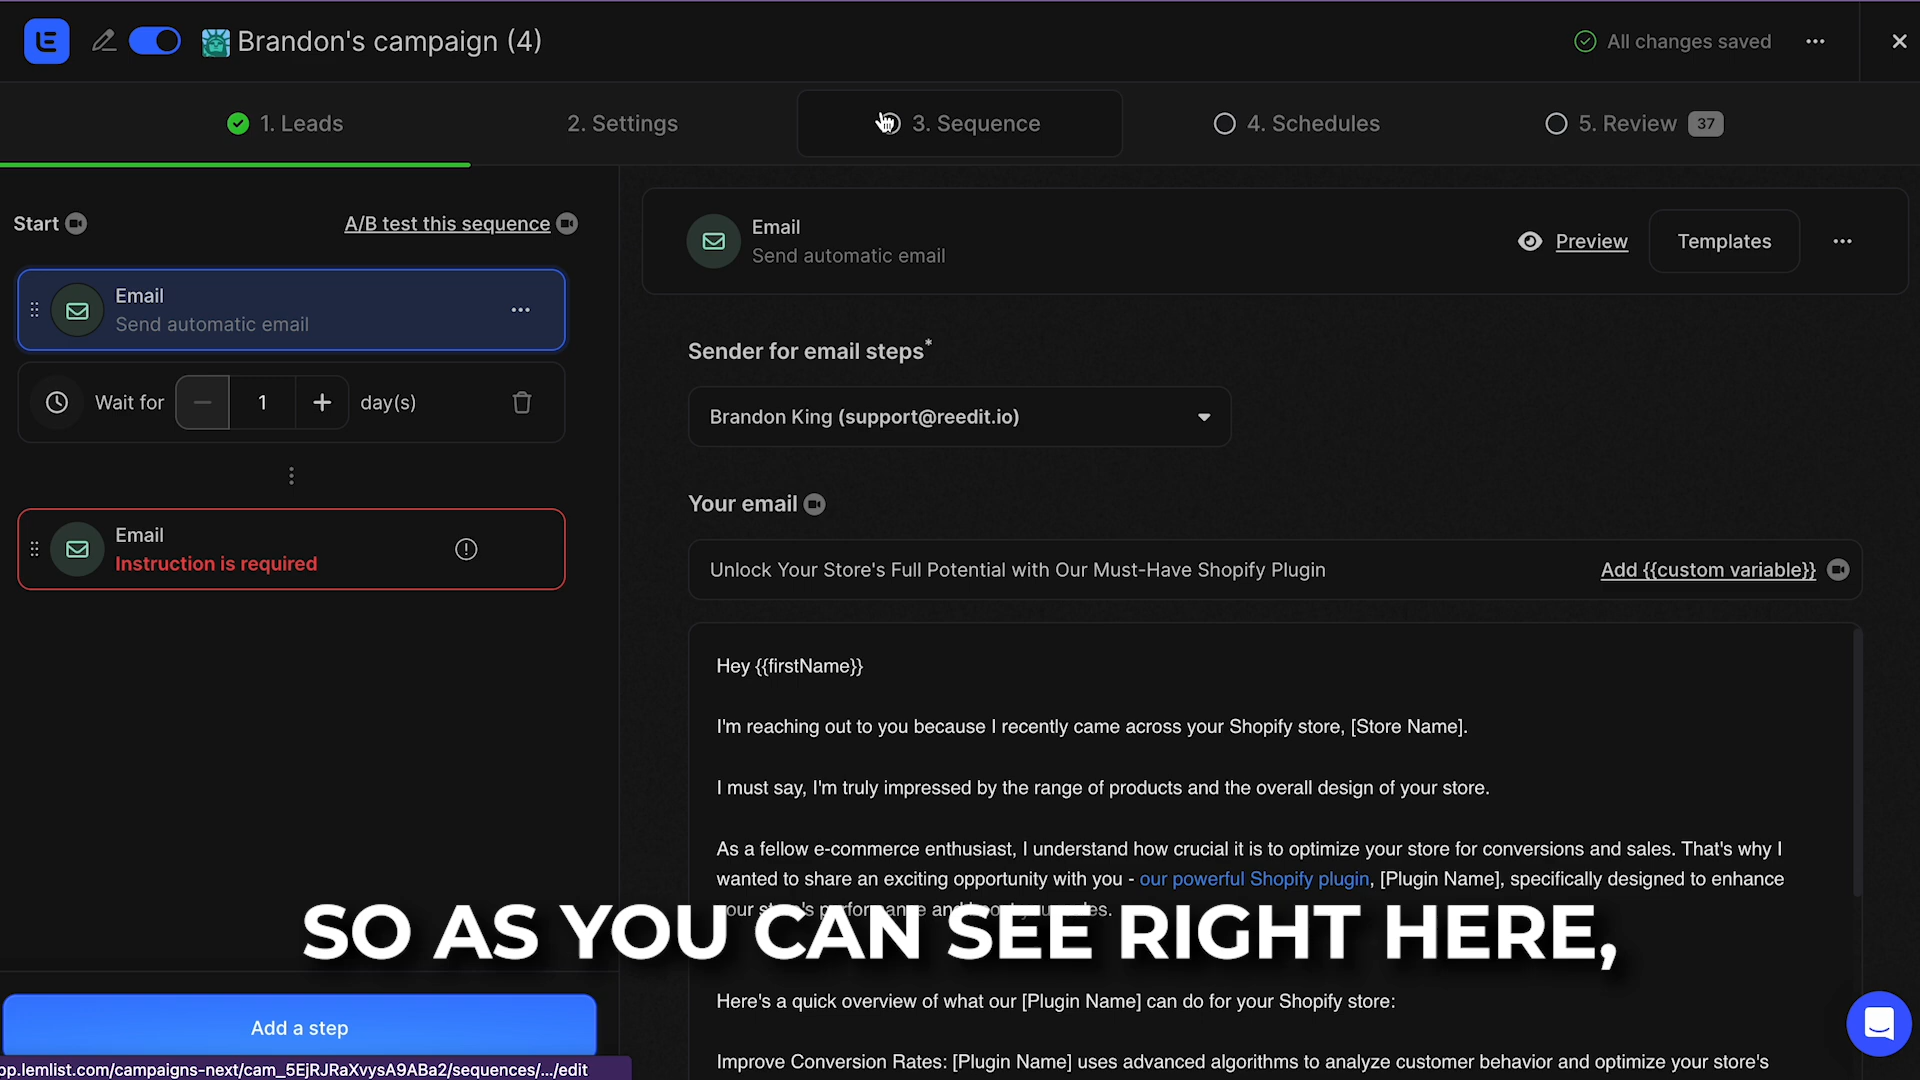 Brandon's campaign (4)
All changes saved
1. Leads
2. Settings
3. Sequence
4. Schedules
5. Review 37
Start
A/B test this sequence
Email
Send automatic email
Wait for 1 day(s)
Email
Instruction is required
Add a step
pp.lemlist.com/campaigns-next/cam_5EjRJRaXvysA9ABa2/sequences/.../edit
Email
Send automatic email
Preview
Templates
Sender for email steps*
Brandon King (support@reedit.io)
Your email
Unlock Your Store's Full Potential with Our Must-Have Shopify Plugin
Add {{custom variable}}
Hey {{firstName}}
I'm reaching out to you because I recently came across your Shopify store, [Store Name].
I must say, I'm truly impressed by the range of products and the overall design of your store.
As a fellow e-commerce enthusiast, I understand how crucial it is to optimize your store for conversions and sales. That's why I
wanted to share an exciting opportunity with you - our powerful Shopify plugin, [Plugin Name], specifically designed to enhance
SO AS YOU CAN SEE RIGHT HERE,
Here's a quick overview of what our [Plugin Name] can do for your Shopify store:
Improve Conversion Rates: [Plugin Name] uses advanced algorithms to analyze customer behavior and optimize your store's